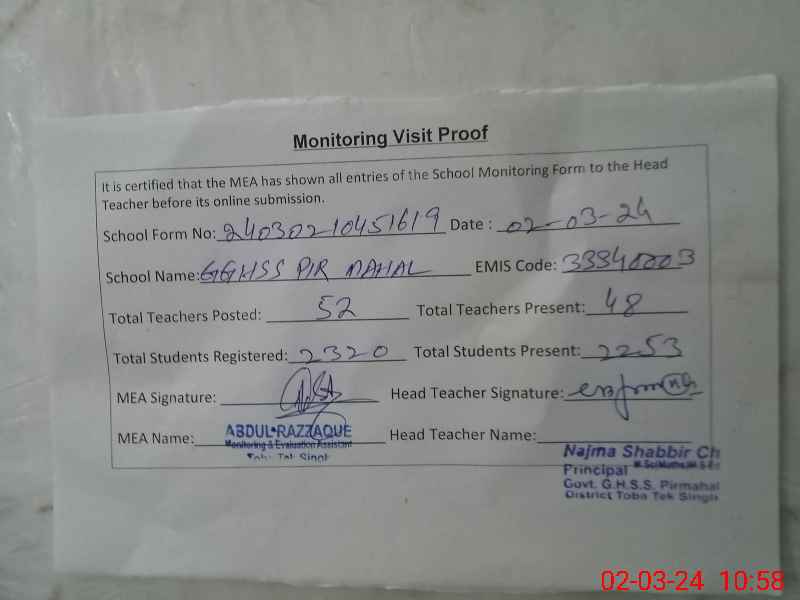 Monitoring Visit Proof
It is certified that the MEA has shown all entries of the School Monitoring Form to the Head
Teacher before its online submission.
School Form No: 24030210451619 Date : 02-03-24
School Name: GGHSS PIR MAHAL EMIS Code: 33340003
Total Teachers Posted: 52 Total Teachers Present: 48
Total Students Registered: 2320 Total Students Present: 2253
MEA Signature: Head Teacher Signature:
MEA Name: ABDUL RAZZAQUE Head Teacher Name:
Monitoring & Evaluation Assistant
Toba Tek Singh
Najma Shabbir Ch
Principal
Govt. G.H.S.S. Pirmahal
District Toba Tek Singh
02-03-24 10:58